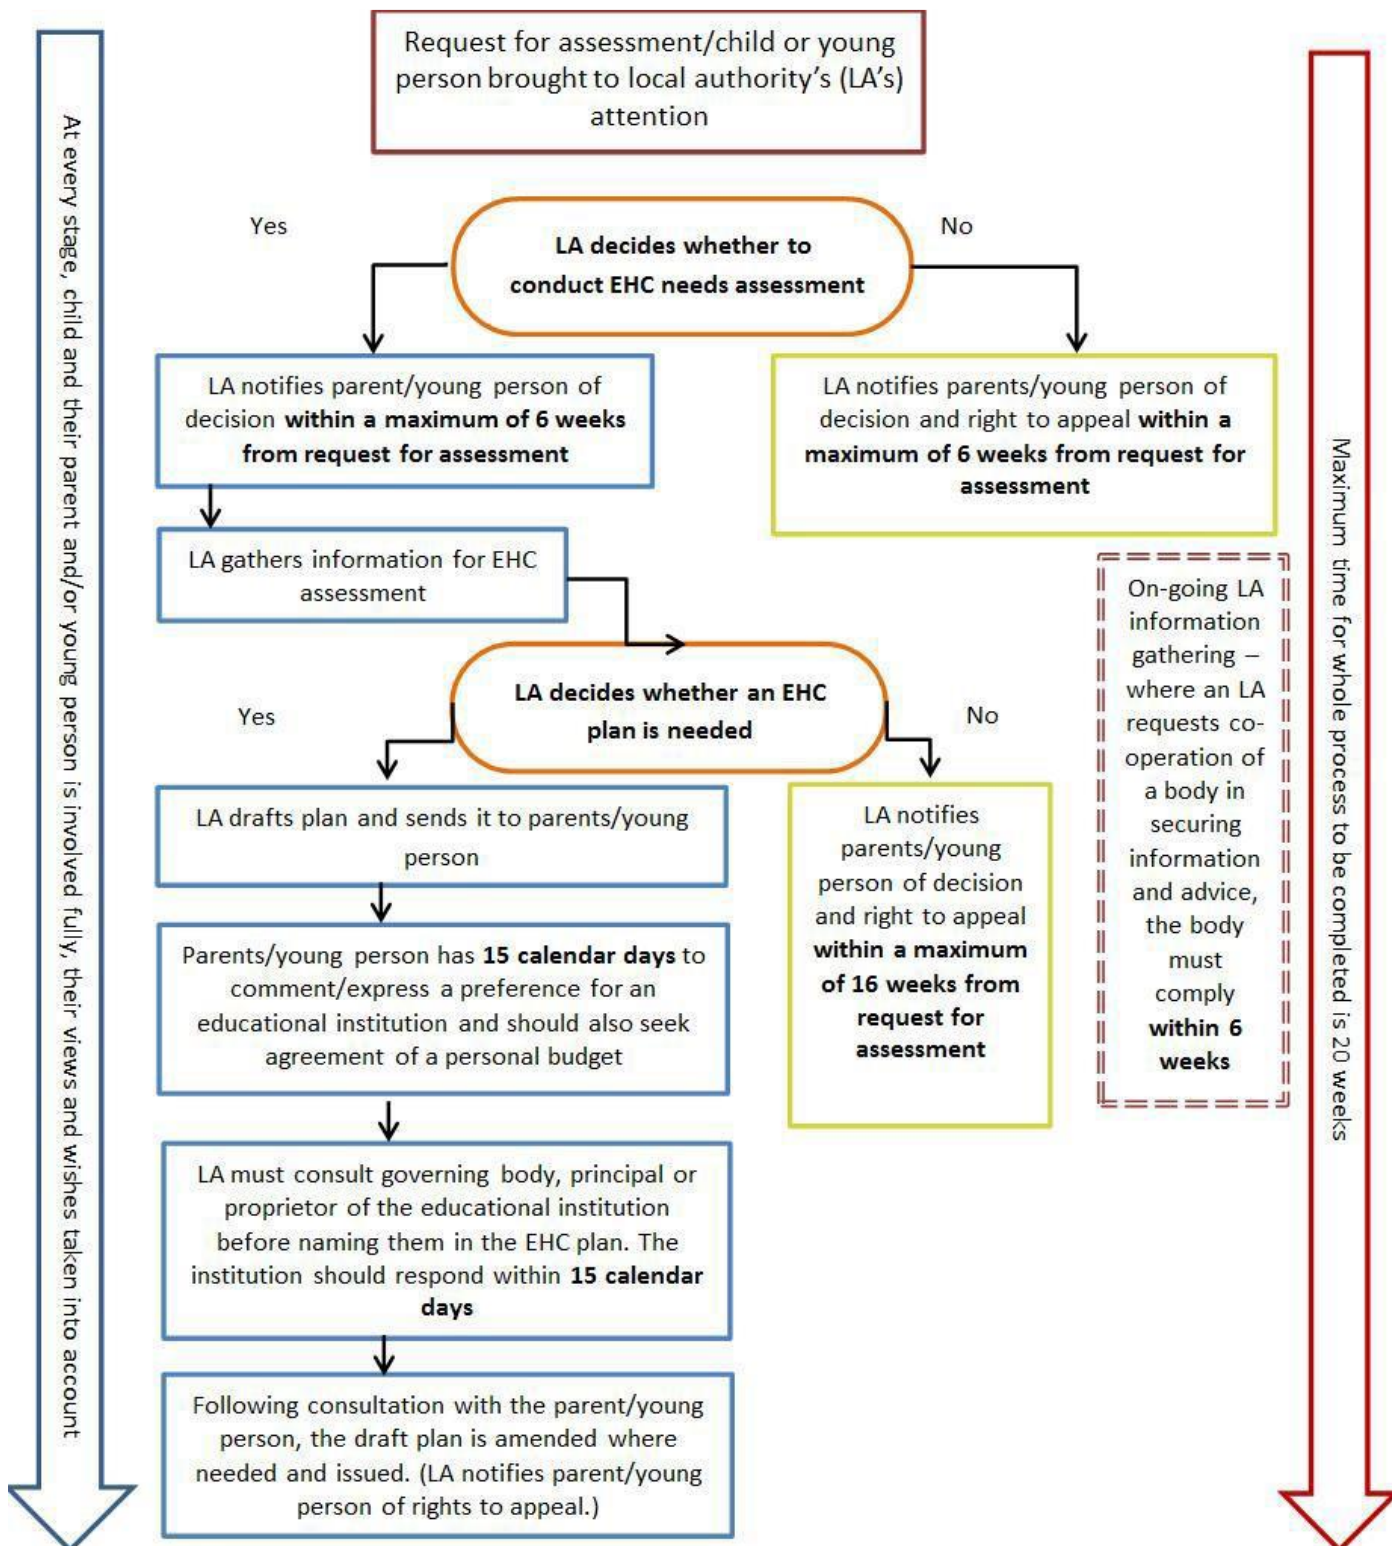 Request for assessment/child or young
person brought to local authority's (LA's)
attention
At every stage, child and their parent and/or young person is involved fully, their views and wishes taken into account
Maximum time for whole process to be completed is 20 weeks
Yes
No
LA decides whether to
conduct EHC needs assessment
LA notifies parent/young person of
decision within a maximum of 6 weeks
from request for assessment
LA notifies parents/young person of
decision and right to appeal within a
maximum of 6 weeks from request for
assessment
LA gathers information for EHC
assessment
On-going LA
information
gathering –
where an LA
requests co-
operation of
a body in
securing
information
and advice,
the body
must
comply
within 6
weeks
LA decides whether an EHC
plan is needed
Yes
No
LA drafts plan and sends it to parents/young
person
LA notifies
parents/young
person of decision
and right to appeal
within a maximum
of 16 weeks from
request for
assessment
Parents/young person has 15 calendar days to
comment/express a preference for an
educational institution and should also seek
agreement of a personal budget
LA must consult governing body, principal or
proprietor of the educational institution
before naming them in the EHC plan. The
institution should respond within 15 calendar
days
Following consultation with the parent/young
person, the draft plan is amended where
needed and issued. (LA notifies parent/young
person of rights to appeal.)